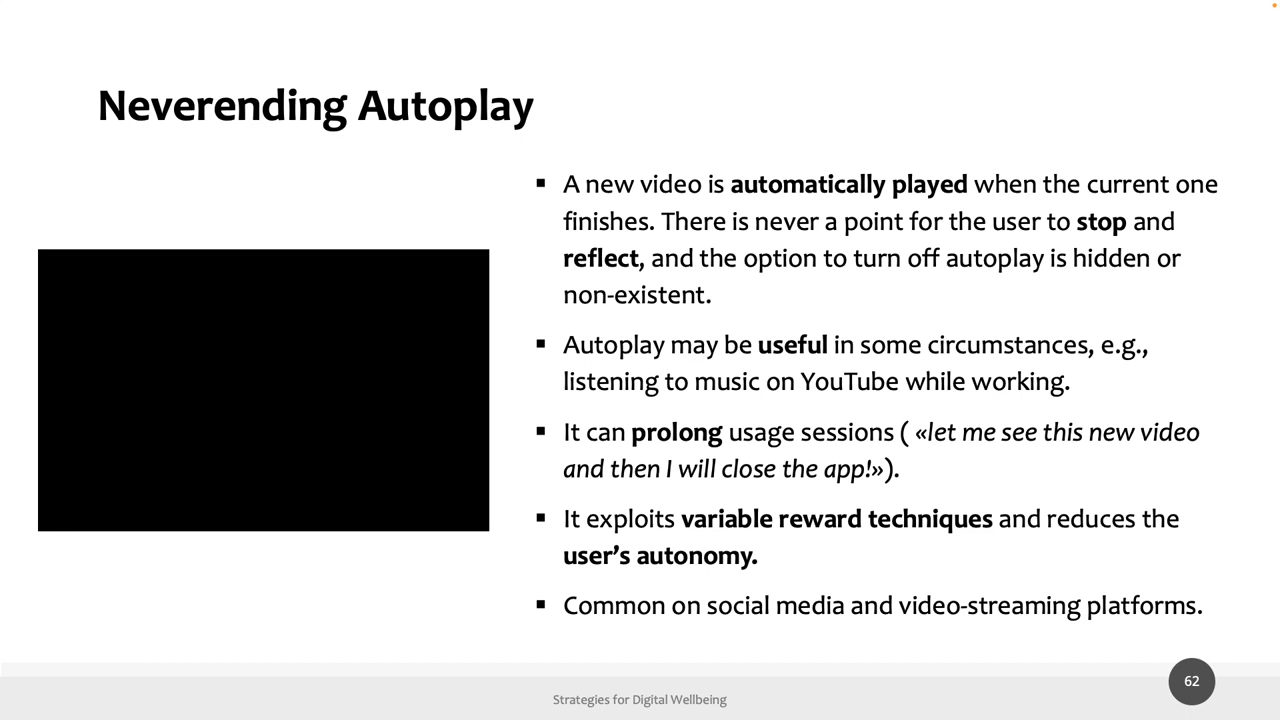 Neverending Autoplay
▪ A new video is automatically played when the current one
finishes. There is never a point for the user to stop and
reflect, and the option to turn off autoplay is hidden or
non-existent.
▪ Autoplay may be useful in some circumstances, e.g.,
listening to music on YouTube while working.
▪ It can prolong usage sessions ( «let me see this new video
and then I will close the app!»).
▪ It exploits variable reward techniques and reduces the
user’s autonomy.
▪ Common on social media and video-streaming platforms.
Strategies for Digital Wellbeing
62